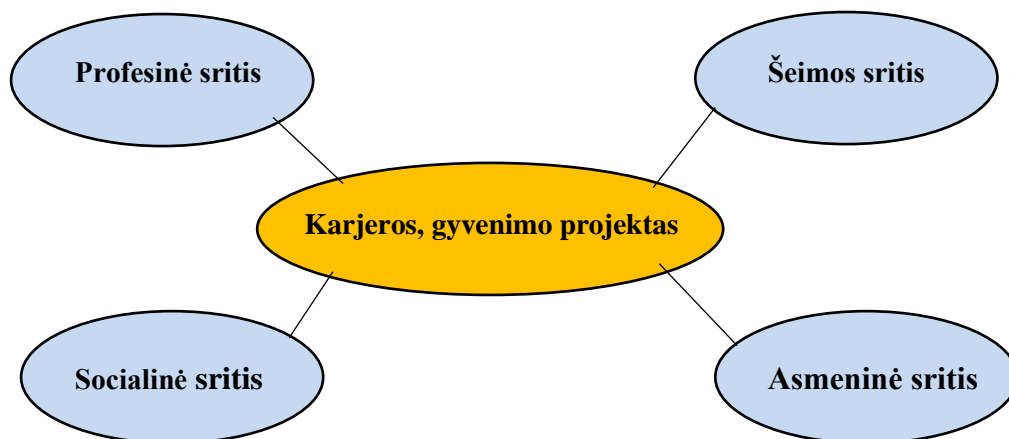 Profesinė sritis
Šeimos sritis
Karjeros, gyvenimo projektas
Socialinė sritis
Asmeninė sritis